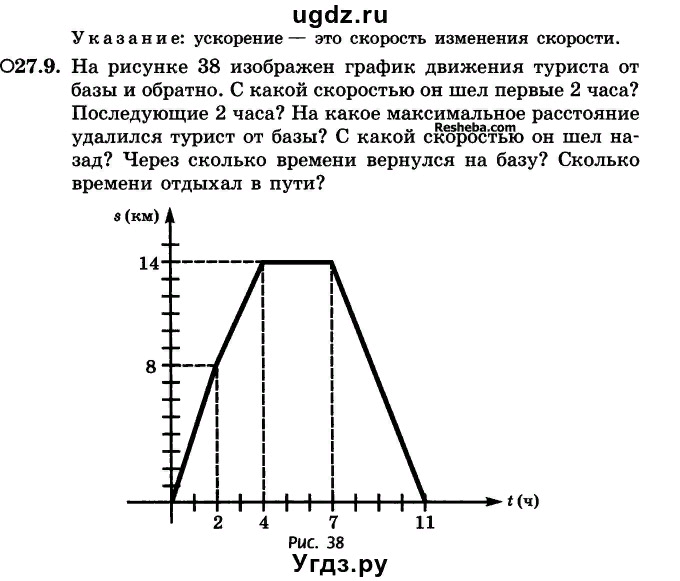 ugdz.ru
Указание: ускорение — это скорость изменения скорости.
27.9. На рисунке 38 изображен график движения туриста от
базы и обратно. С какой скоростью он шел первые 2 часа?
Последующие 2 часа? На какое максимальное расстояние
Resheba.com
удалился турист от базы? С какой скоростью он шел на-
зад? Через сколько времени вернулся на базу? Сколько
времени отдыхал в пути?
s (км)
14
8
2 4 7 11 t (ч)
Рис. 38
Угдз.ру